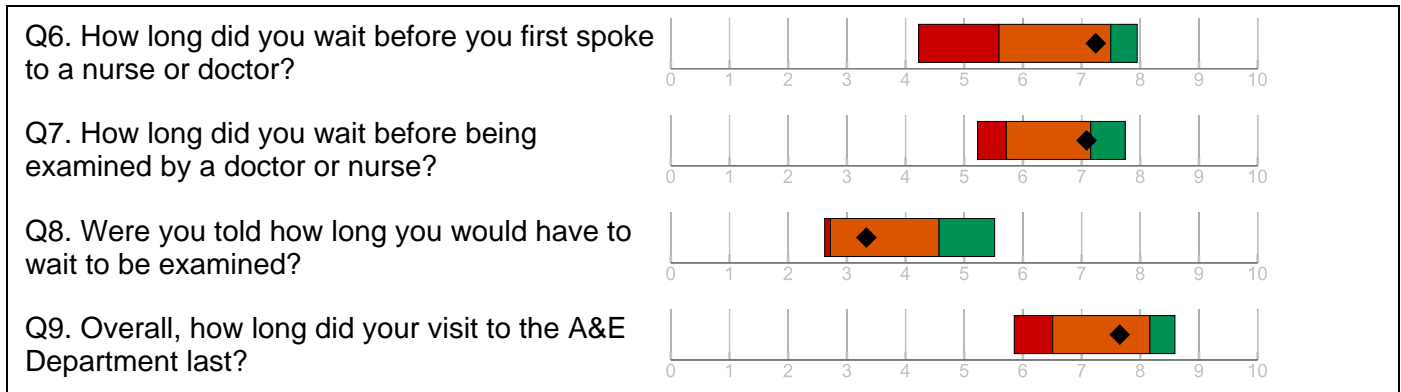 Q6. How long did you wait before you first spoke
to a nurse or doctor?
0 1 2 3 4 5 6 7 8 9 10
Q7. How long did you wait before being
examined by a doctor or nurse?
0 1 2 3 4 5 6 7 8 9 10
Q8. Were you told how long you would have to
wait to be examined?
0 1 2 3 4 5 6 7 8 9 10
Q9. Overall, how long did your visit to the A&E
Department last?
0 1 2 3 4 5 6 7 8 9 10